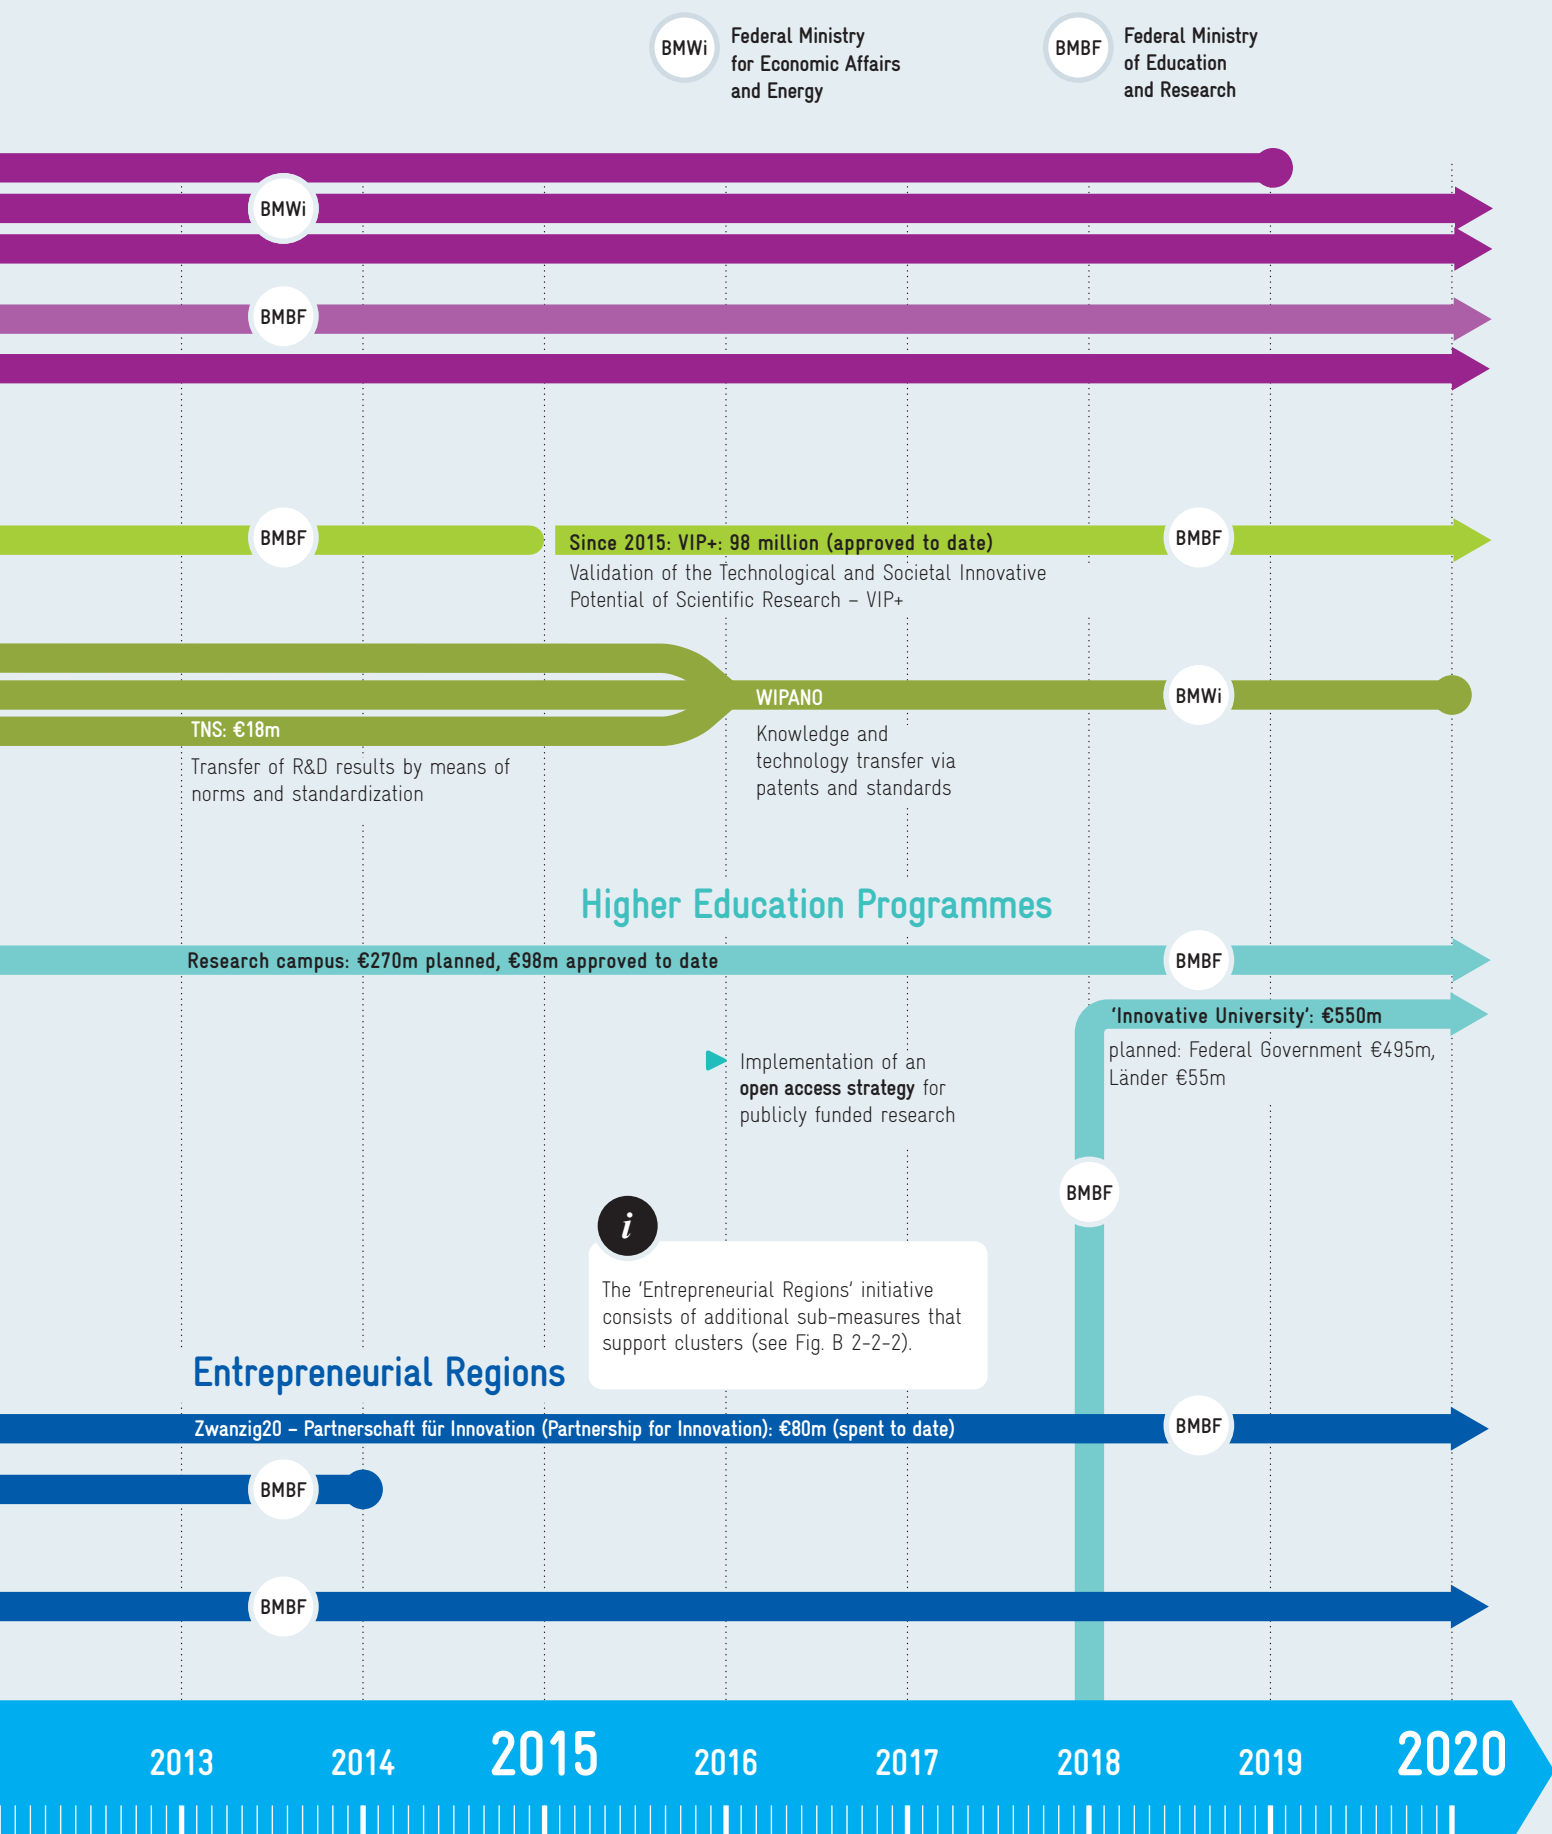 BMWi
Federal Ministry
for Economic Affairs
and Energy
BMBF
Federal Ministry
of Education
and Research
BMWi
BMBF
BMBF
Since 2015: VIP+: 98 million (approved to date)
BMBF
Validation of the Technological and Societal Innovative
Potential of Scientific Research – VIP+
WIPANO
BMWi
TNS: €18m
Knowledge and
technology transfer via
patents and standards
Transfer of R&D results by means of
norms and standardization
Higher Education Programmes
Research campus: €270m planned, €98m approved to date
BMBF
‘Innovative University’: €550m
planned: Federal Government €495m,
Länder €55m
Implementation of an
open access strategy for
publicly funded research
BMBF
i
The ‘Entrepreneurial Regions’ initiative
consists of additional sub-measures that
support clusters (see Fig. B 2-2-2).
Entrepreneurial Regions
Zwanzig20 – Partnerschaft für Innovation (Partnership for Innovation): €80m (spent to date)
BMBF
BMBF
BMBF
2013
2014
2015
2016
2017
2018
2019
2020